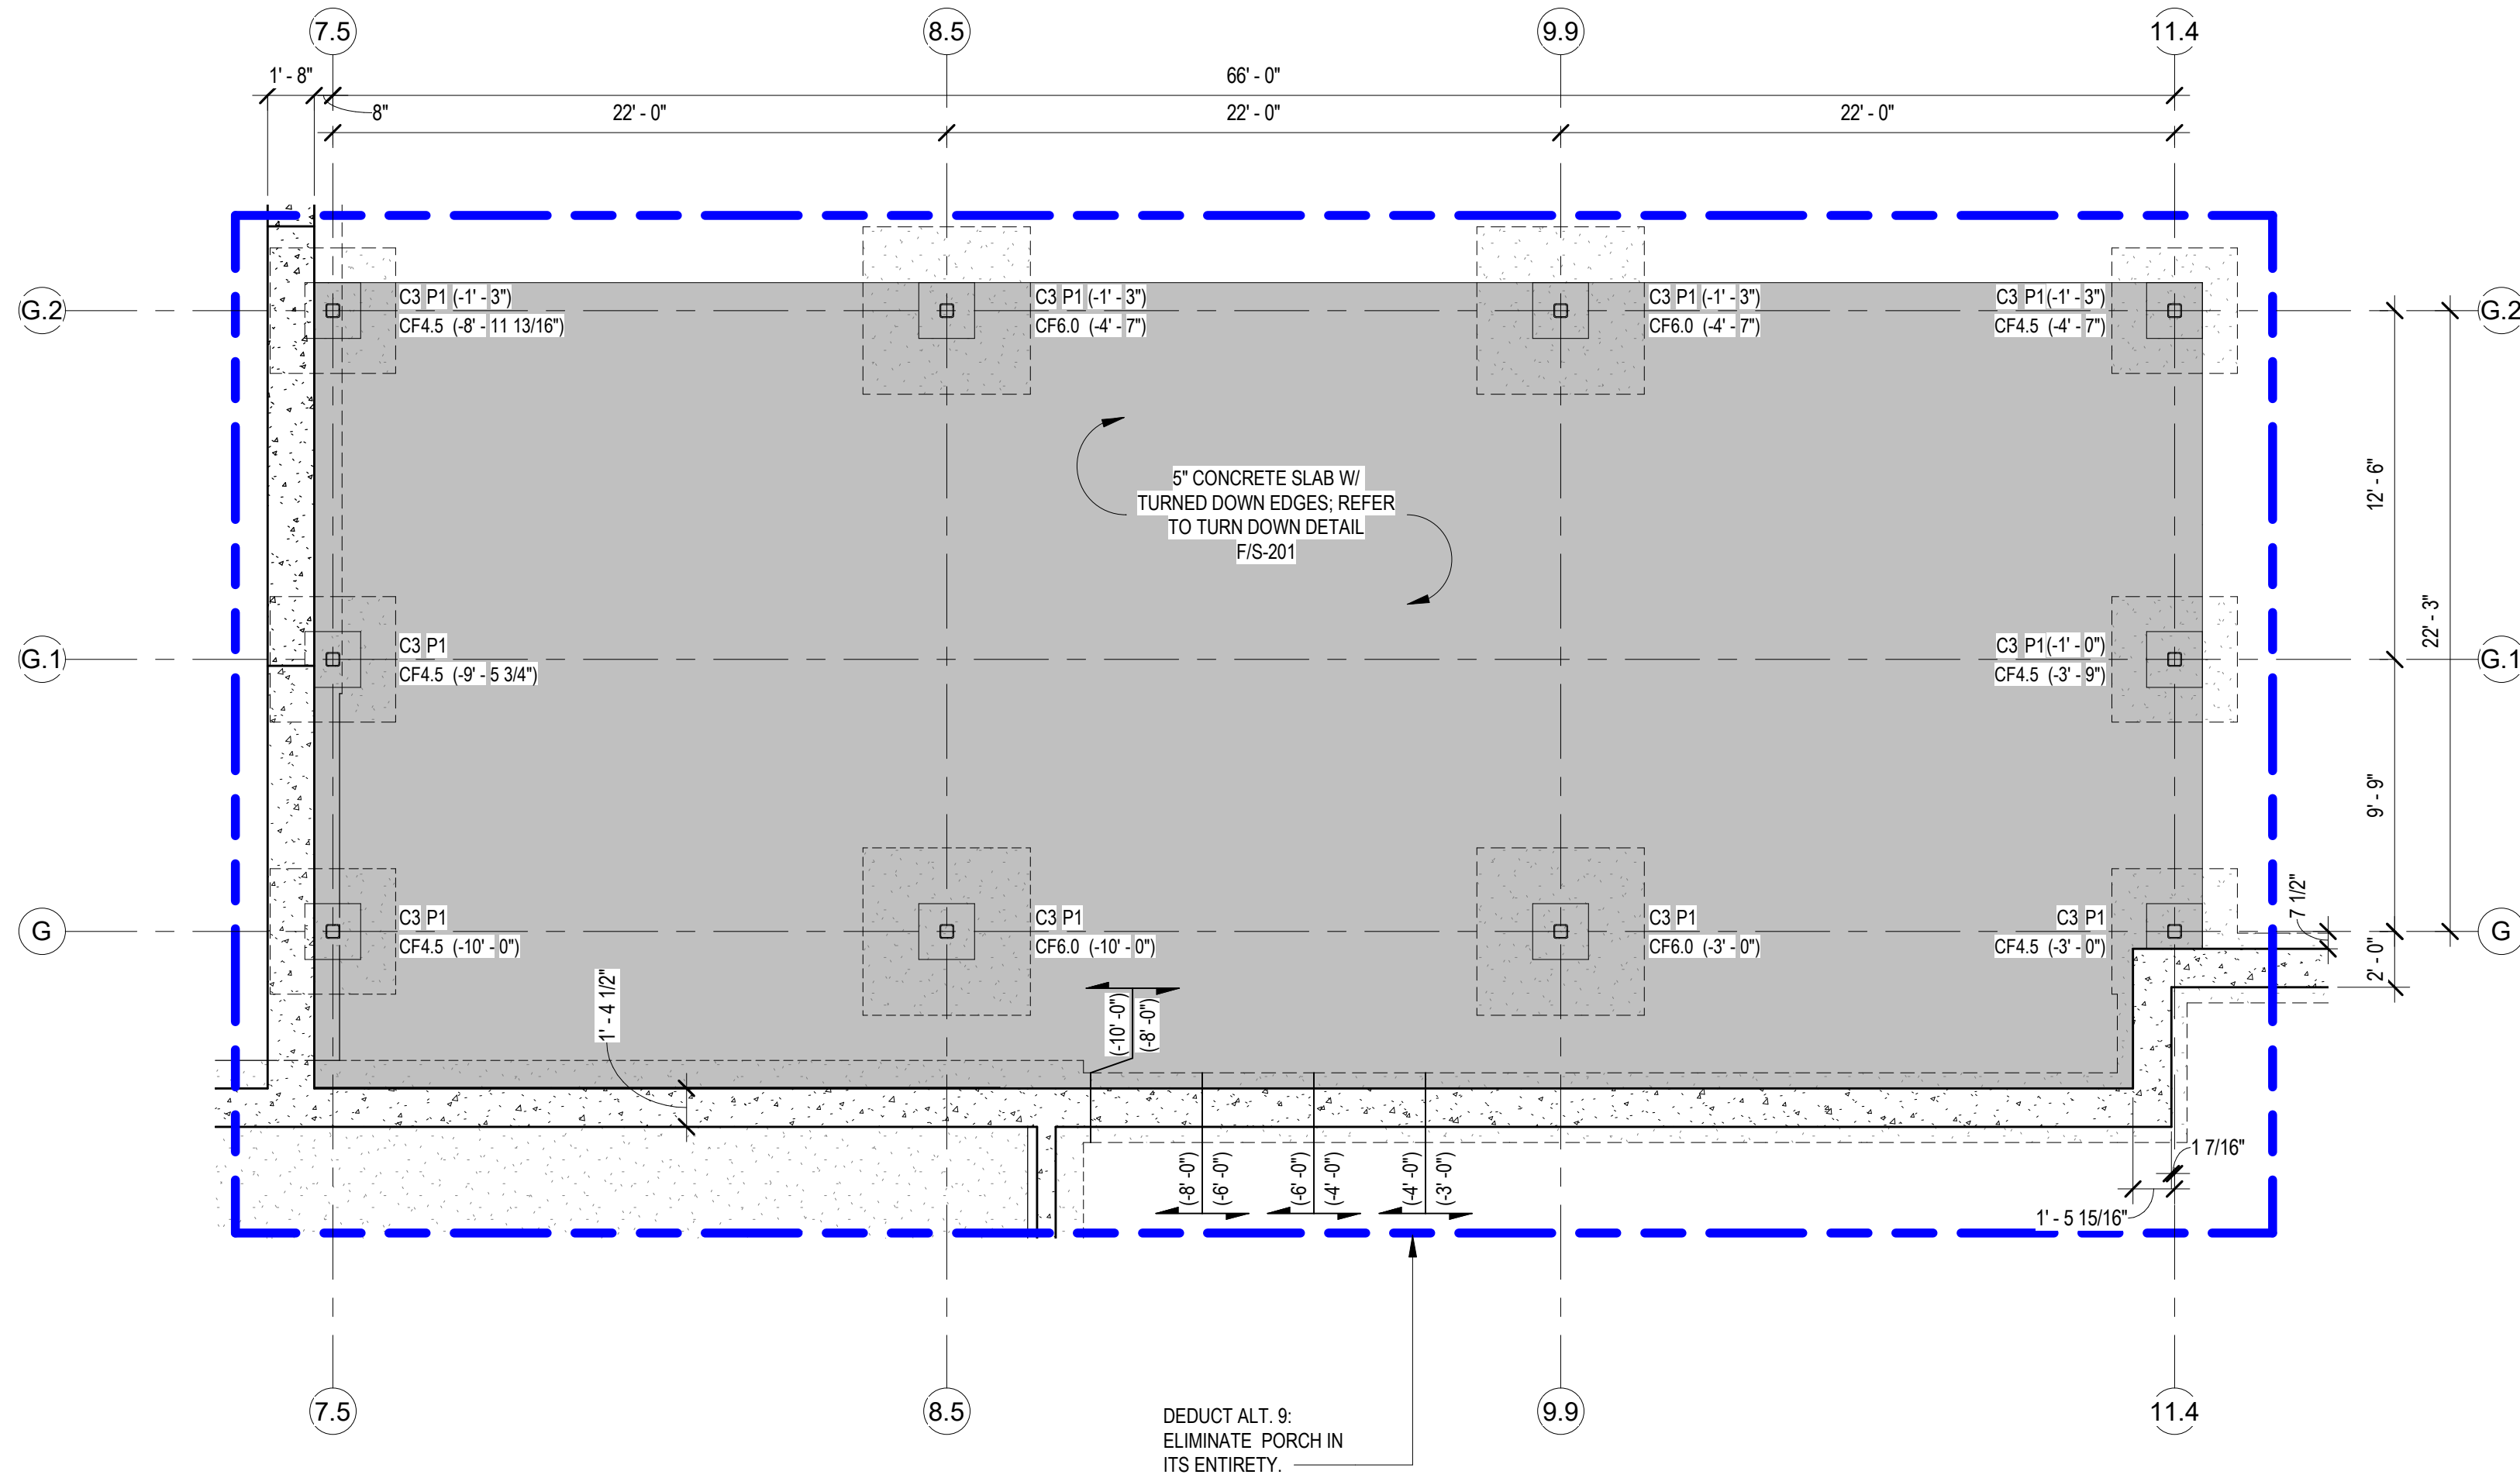 7.5
8.5
9.9
11.4
1' - 8"
66' - 0"
8"
22' - 0"
22' - 0"
22' - 0"
G.2
C3 P1 (-1' - 3")
CF4.5 (-8' - 11 13/16")
C3 P1 (-1' - 3")
CF6.0 (-4' - 7")
C3 P1 (-1' - 3")
CF6.0 (-4' - 7")
C3 P1(-1' - 3")
CF4.5 (-4' - 7")
G.2
5" CONCRETE SLAB W/
TURNED DOWN EDGES; REFER
TO TURN DOWN DETAIL
F/S-201
12' - 6"
22' - 3"
G.1
C3 P1
CF4.5 (-9' - 5 3/4")
C3 P1(-1' - 0")
CF4.5 (-3' - 9")
G.1
9' - 9"
7 1/2"
G
C3 P1
CF4.5 (-10' - 0")
C3 P1
CF6.0 (-10' - 0")
C3 P1
CF6.0 (-3' - 0")
C3 P1
CF4.5 (-3' - 0")
G
2' - 0"
1' - 4 1/2"
(-10' -0")
(-8' -0")
(-8' -0")
(-6' -0")
(-6' -0")
(-4' -0")
(-4' -0")
(-3' -0")
1 7/16"
1' - 5 15/16"
7.5
8.5
9.9
11.4
DEDUCT ALT. 9:
ELIMINATE PORCH IN
ITS ENTIRETY.